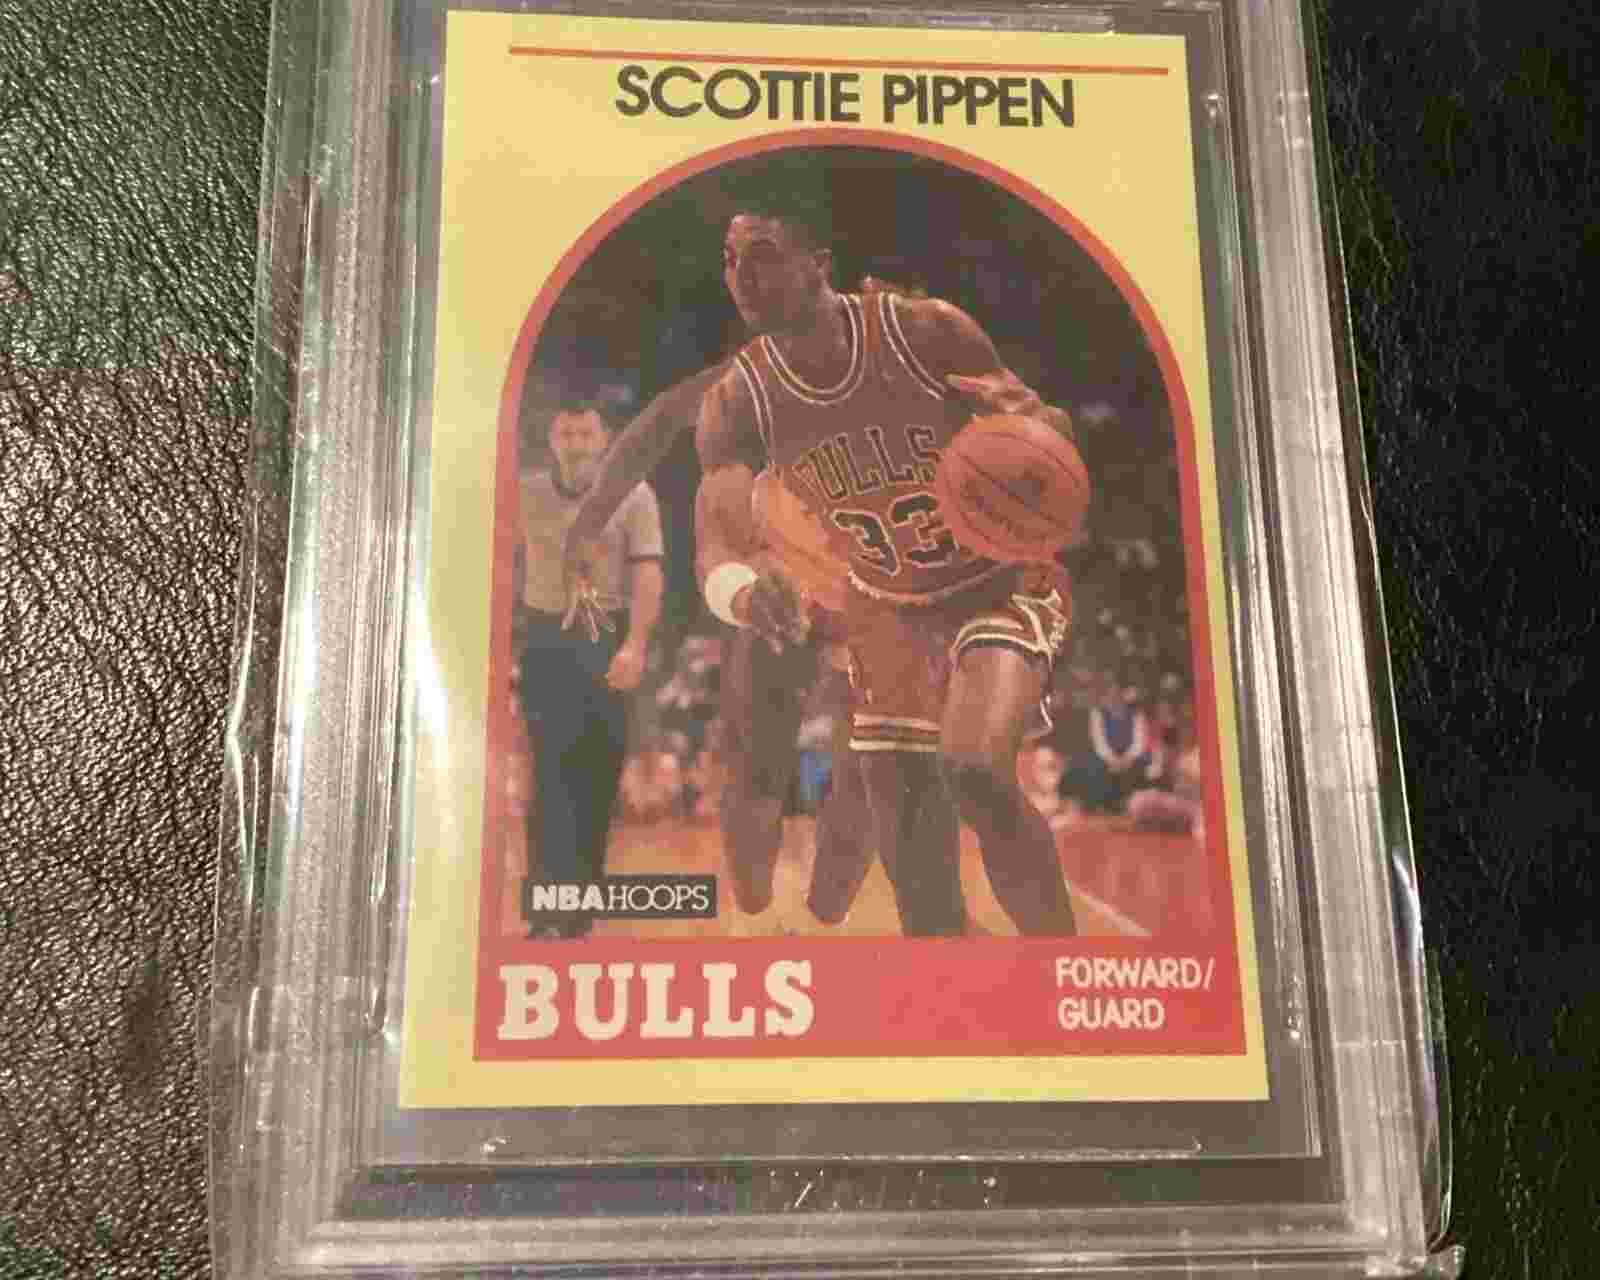 SCOTTIE PIPPEN
BULLS
33
NBA HOOPS
BULLS
FORWARD/
GUARD